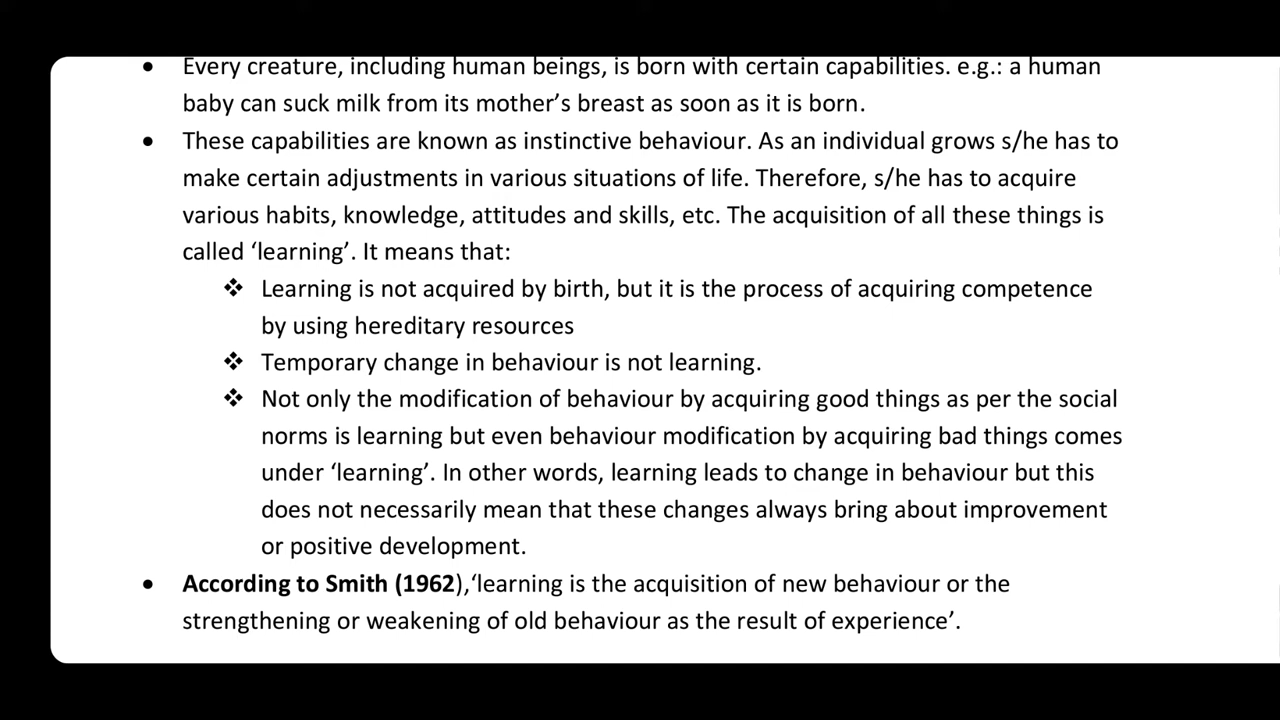 • Every creature, including human beings, is born with certain capabilities. e.g.: a human
baby can suck milk from its mother’s breast as soon as it is born.
• These capabilities are known as instinctive behaviour. As an individual grows s/he has to
make certain adjustments in various situations of life. Therefore, s/he has to acquire
various habits, knowledge, attitudes and skills, etc. The acquisition of all these things is
called ‘learning’. It means that:
❖ Learning is not acquired by birth, but it is the process of acquiring competence
by using hereditary resources
❖ Temporary change in behaviour is not learning.
❖ Not only the modification of behaviour by acquiring good things as per the social
norms is learning but even behaviour modification by acquiring bad things comes
under ‘learning’. In other words, learning leads to change in behaviour but this
does not necessarily mean that these changes always bring about improvement
or positive development.
• According to Smith (1962),‘learning is the acquisition of new behaviour or the
strengthening or weakening of old behaviour as the result of experience’.